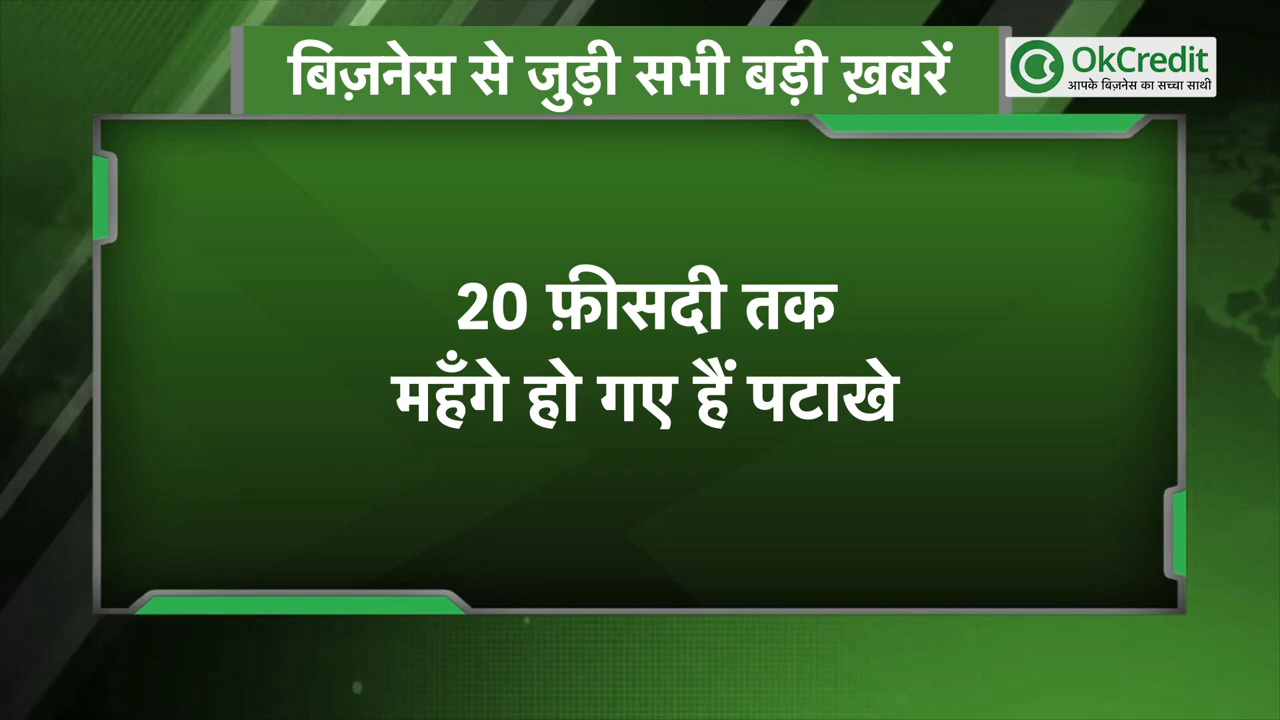 बिज़नेस से जुड़ी सभी बड़ी ख़बरें
OkCredit
आपके बिज़नेस का सच्चा साथी
20 फ़ीसदी तक
महँगे हो गए हैं पटाखे